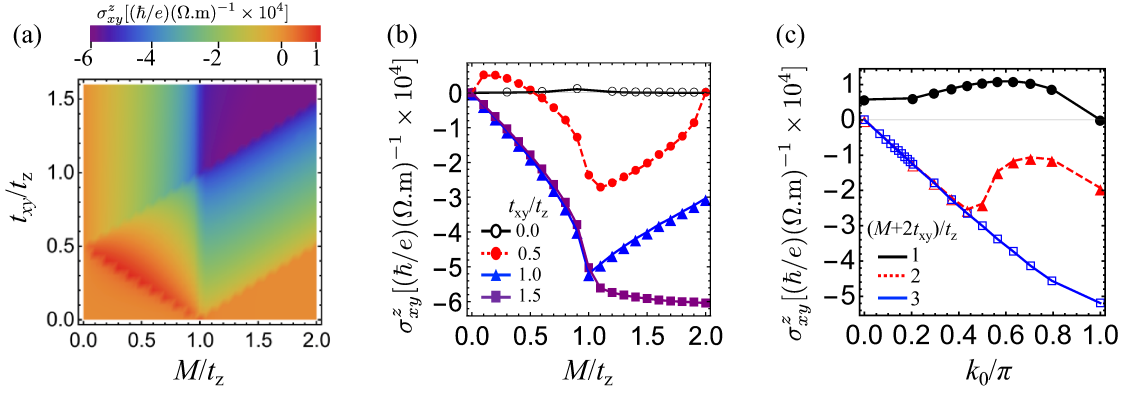 (a)
σ^z_xy [(ħ/e)(Ω.m)^−1 × 10^4]
-6 -4 -2 0 1
t_xy/t_z
1.5
1.0
0.5
0.0
0.0 0.5 1.0 1.5 2.0
M/t_z
(b)
σ^z_xy [(ħ/e)(Ω.m)^−1 × 10^4]
0
−1
−2
−3
−4
−5
−6
t_xy/t_z
0.0
0.5
1.0
1.5
0.0 0.5 1.0 1.5 2.0
M/t_z
(c)
σ^z_xy [(ħ/e)(Ω.m)^−1 × 10^4]
1
0
−1
−2
−3
−4
−5
(M+2t_xy)/t_z
1
2
3
0.0 0.2 0.4 0.6 0.8 1.0
k_0/π